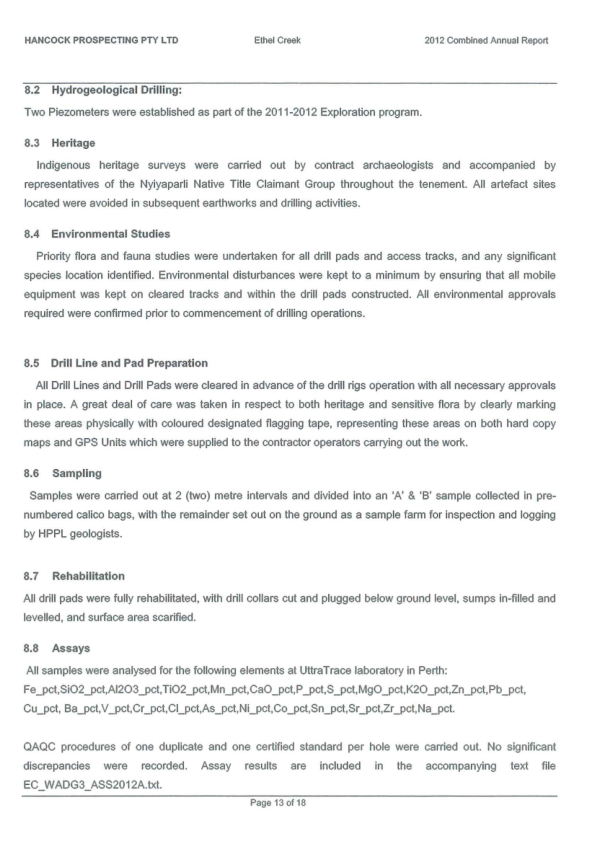 HANCOCK PROSPECTING PTY LTD Ethel Creek 2012 Combined Annual Report
8.2 Hydrogeological Drilling:
Two Piezometers were established as part of the 2011-2012 Exploration program.
8.3 Heritage
Indigenous heritage surveys were carried out by contract archaeologists and accompanied by
representatives of the Nyiyaparli Native Title Claimant Group throughout the tenement. All artefact sites
located were avoided in subsequent earthworks and drilling activities.
8.4 Environmental Studies
Priority flora and fauna studies were undertaken for all drill pads and access tracks, and any significant
species location identified. Environmental disturbances were kept to a minimum by ensuring that all mobile
equipment was kept on cleared tracks and within the drill pads constructed. All environmental approvals
required were confirmed prior to commencement of drilling operations.
8.5 Drill Line and Pad Preparation
All Drill Lines and Drill Pads were cleared in advance of the drill rigs operation with all necessary approvals
in place. A great deal of care was taken in respect to both heritage and sensitive flora by clearly marking
these areas physically with coloured designated flagging tape, representing these areas on both hard copy
maps and GPS Units which were supplied to the contractor operators carrying out the work.
8.6 Sampling
Samples were carried out at 2 (two) metre intervals and divided into an 'A' & 'B' sample collected in pre-
numbered calico bags, with the remainder set out on the ground as a sample farm for inspection and logging
by HPPL geologists.
8.7 Rehabilitation
All drill pads were fully rehabilitated, with drill collars cut and plugged below ground level, sumps in-filled and
levelled, and surface area scarified.
8.8 Assays
All samples were analysed for the following elements at UttraTrace laboratory in Perth:
Fe_pct,SiO2_pct,Al2O3_pct,TiO2_pct,Mn_pct,CaO_pct,P_pct,S_pct,MgO_pct,K2O_pct,Zn_pct,Pb_pct,
Cu_pct, Ba_pct,V_pct,Cr_pct,Cl_pct,As_pct,Ni_pct,Co_pct,Sn_pct,Sr_pct,Zr_pct,Na_pct.
QAQC procedures of one duplicate and one certified standard per hole were carried out. No significant
discrepancies were recorded. Assay results are included in the accompanying text file
EC_WADG3_ASS2012A.txt.
Page 13 of 18